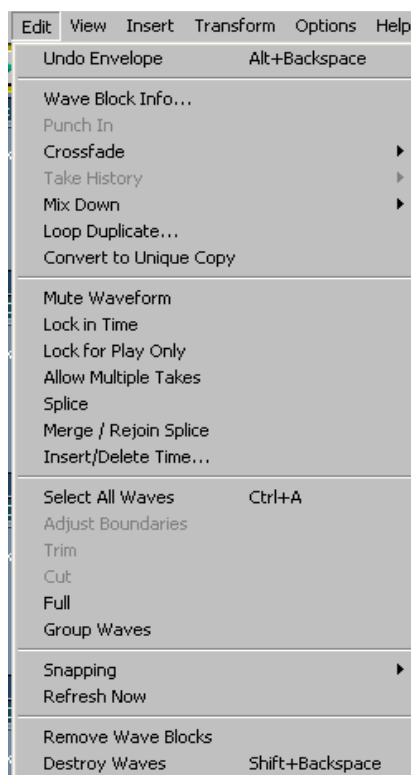 Edit View Insert Transform Options Help
Undo Envelope Alt+Backspace
Wave Block Info...
Punch In
Crossfade
Take History
Mix Down
Loop Duplicate...
Convert to Unique Copy
Mute Waveform
Lock in Time
Lock for Play Only
Allow Multiple Takes
Splice
Merge / Rejoin Splice
Insert/Delete Time...
Select All Waves Ctrl+A
Adjust Boundaries
Trim
Cut
Full
Group Waves
Snapping
Refresh Now
Remove Wave Blocks
Destroy Waves Shift+Backspace